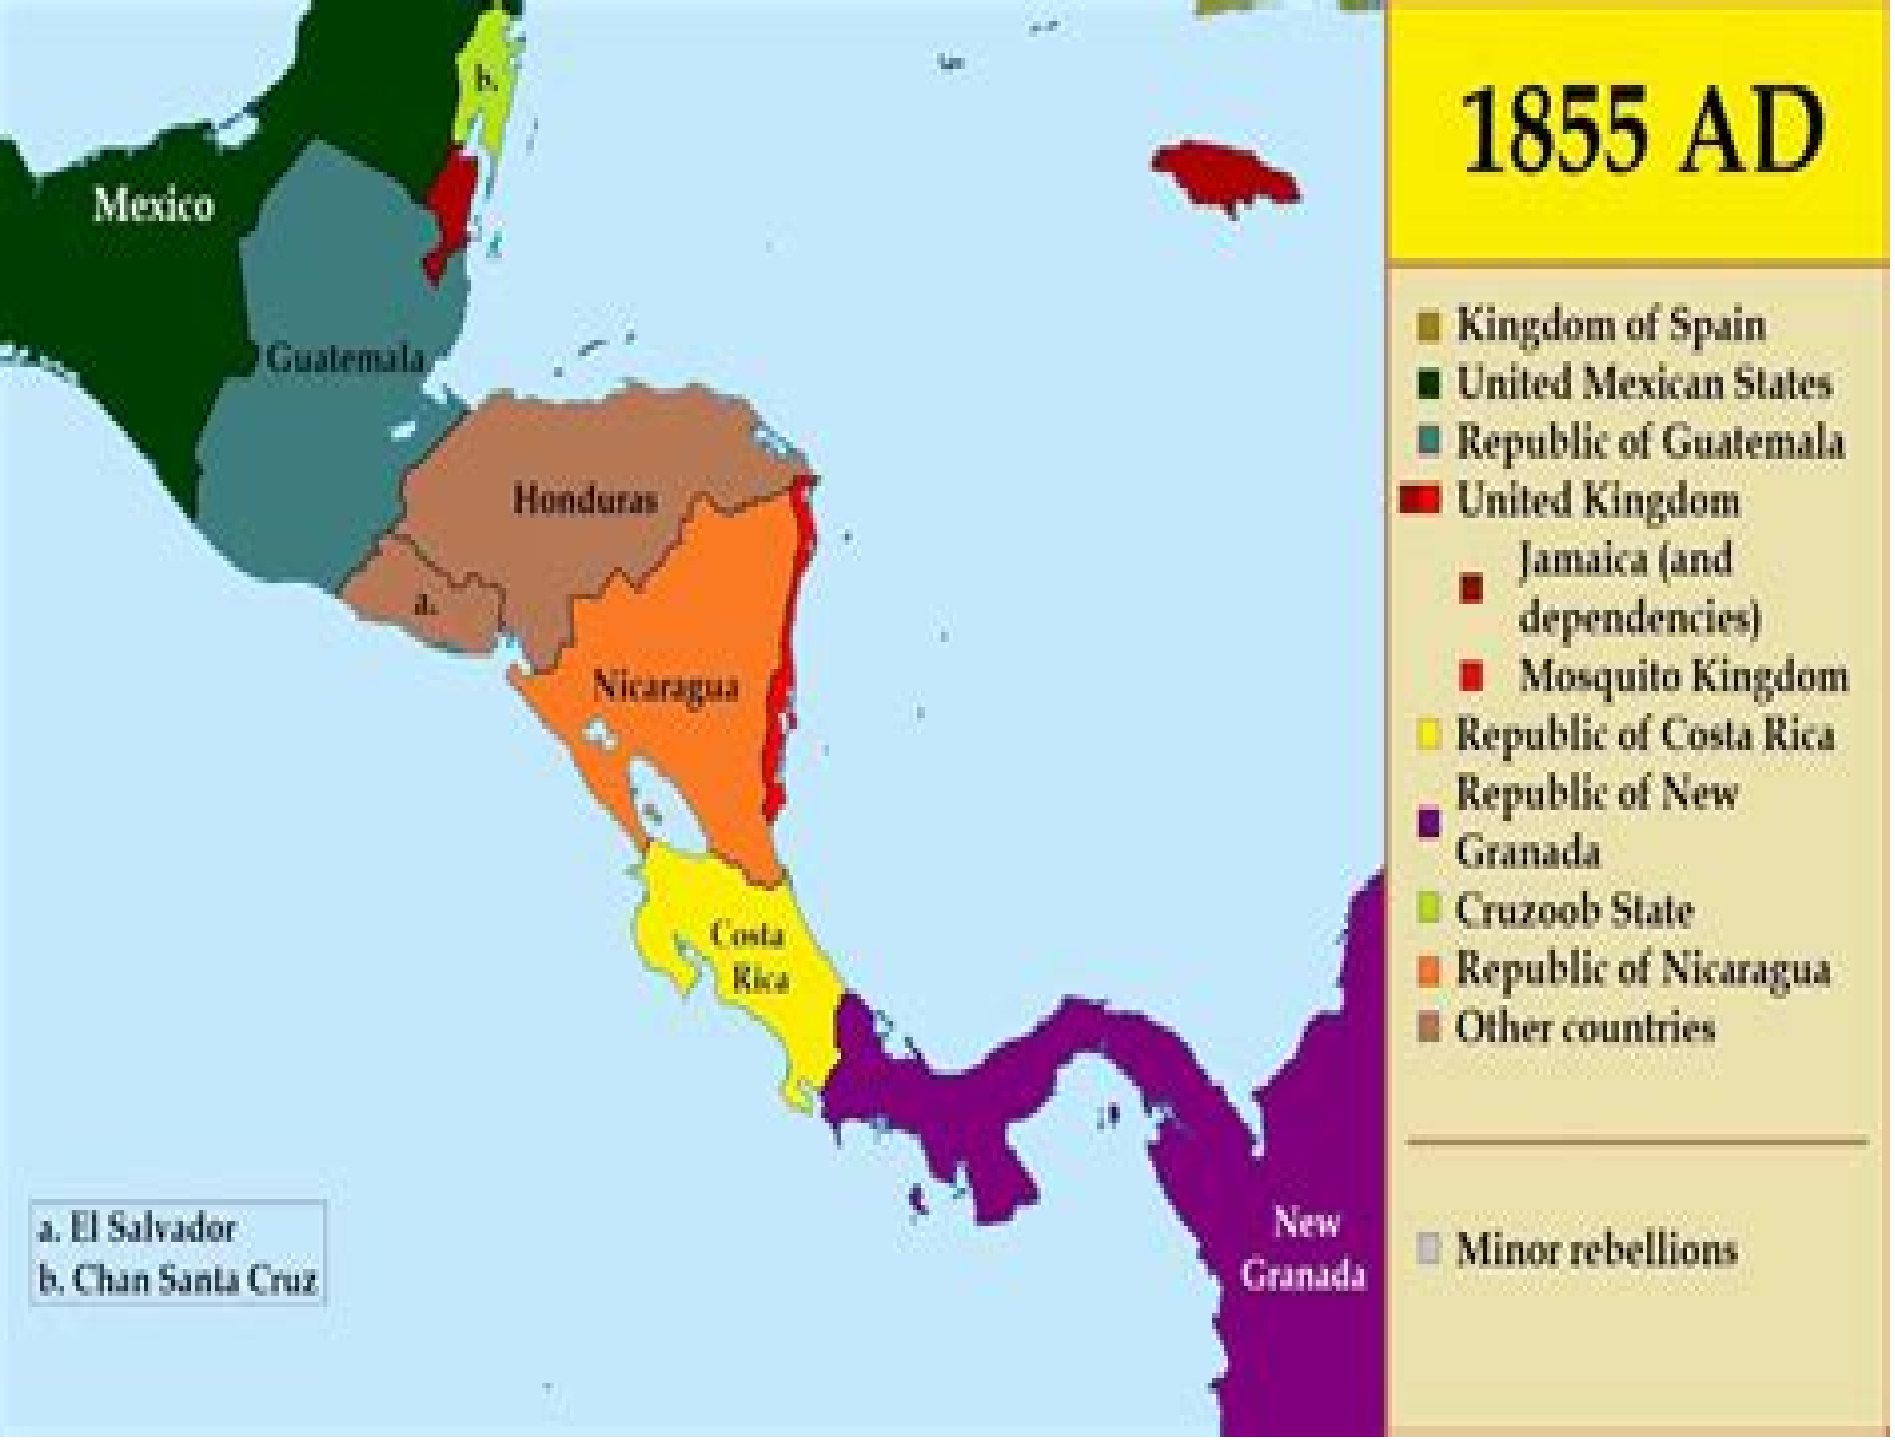 b.
Mexico
Guatemala
Honduras
a.
Nicaragua
Costa
Rica
New
Granada
a. El Salvador
b. Chan Santa Cruz
1855 AD
Kingdom of Spain
United Mexican States
Republic of Guatemala
United Kingdom
Jamaica (and
dependencies)
Mosquito Kingdom
Republic of Costa Rica
Republic of New
Granada
Cruzoob State
Republic of Nicaragua
Other countries
Minor rebellions